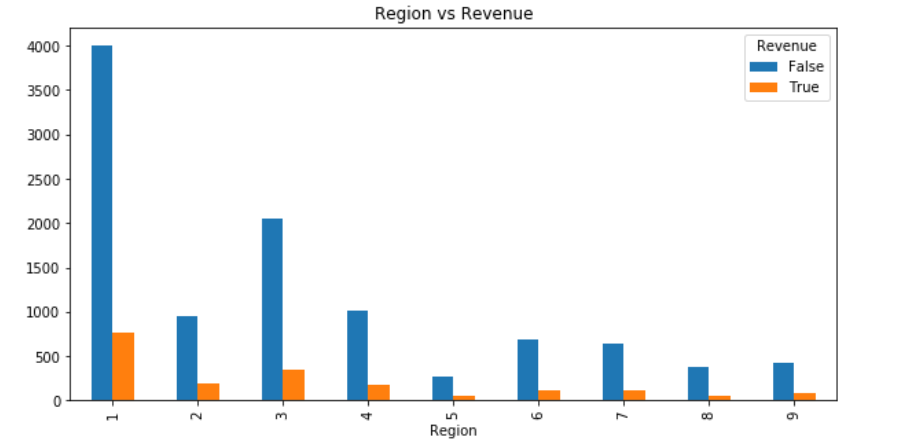 Region vs Revenue
Revenue
False
True
4000
3500
3000
2500
2000
1500
1000
500
0
1 2 3 4 5 6 7 8 9
Region